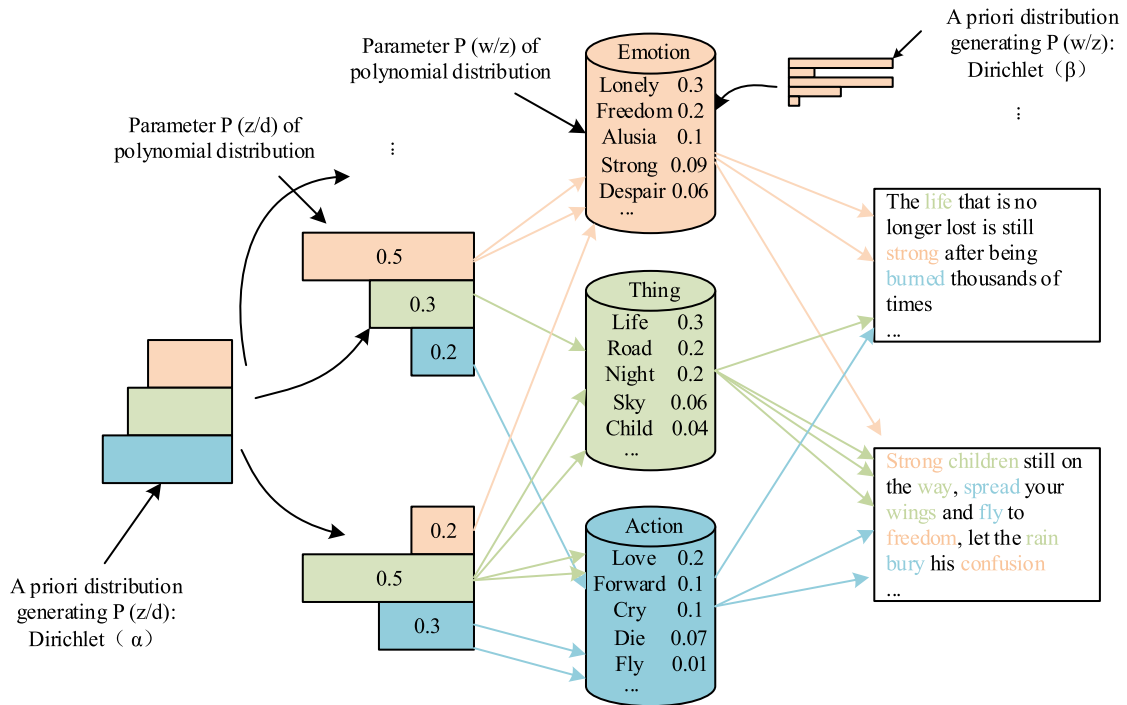 Parameter P (z/d) of
polynomial distribution
Parameter P (w/z) of
polynomial distribution
...
A priori distribution
generating P (w/z):
Dirichlet（β）
...
0.5
0.3
0.2
0.2
0.5
0.3
A priori distribution
generating P (z/d):
Dirichlet（ α）
Emotion
Lonely 0.3
Freedom 0.2
Alusia 0.1
Strong 0.09
Despair 0.06
...
Thing
Life 0.3
Road 0.2
Night 0.2
Sky 0.06
Child 0.04
...
Action
Love 0.2
Forward 0.1
Cry 0.1
Die 0.07
Fly 0.01
...
The life that is no
longer lost is still
strong after being
burned thousands of
times
...
Strong children still on
the way, spread your
wings and fly to
freedom, let the rain
bury his confusion
...